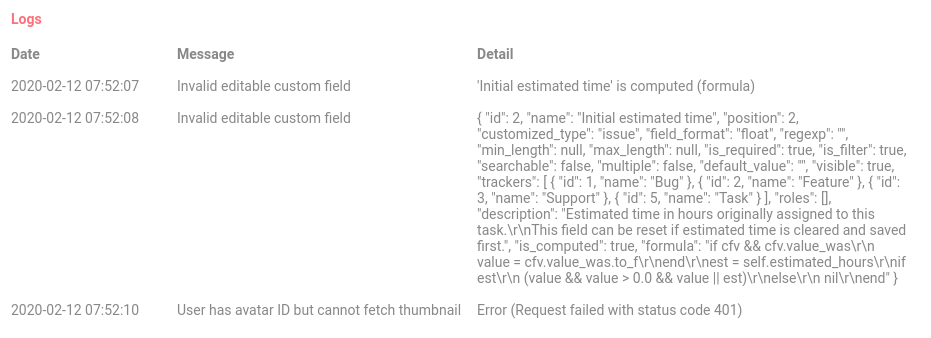 Logs
Date Message Detail
2020-02-12 07:52:07 Invalid editable custom field 'Initial estimated time' is computed (formula)
2020-02-12 07:52:08 Invalid editable custom field { "id": 2, "name": "Initial estimated time", "position": 2,
"customized_type": "issue", "field_format": "float", "regexp": "",
"min_length": null, "max_length": null, "is_required": true, "is_filter": true,
"searchable": false, "multiple": false, "default_value": "", "visible": true,
"trackers": [ { "id": 1, "name": "Bug" }, { "id": 2, "name": "Feature" }, { "id":
3, "name": "Support" }, { "id": 5, "name": "Task" } ], "roles": [],
"description": "Estimated time in hours originally assigned to this
task.\r\nThis field can be reset if estimated time is cleared and saved
first.", "is_computed": true, "formula": "if cfv && cfv.value_was\r\n
value = cfv.value_was.to_f\r\nend\r\nest = self.estimated_hours\r\nif
est\r\n (value && value > 0.0 && value || est)\r\nelse\r\n nil\r\nend" }
2020-02-12 07:52:10 User has avatar ID but cannot fetch thumbnail Error (Request failed with status code 401)